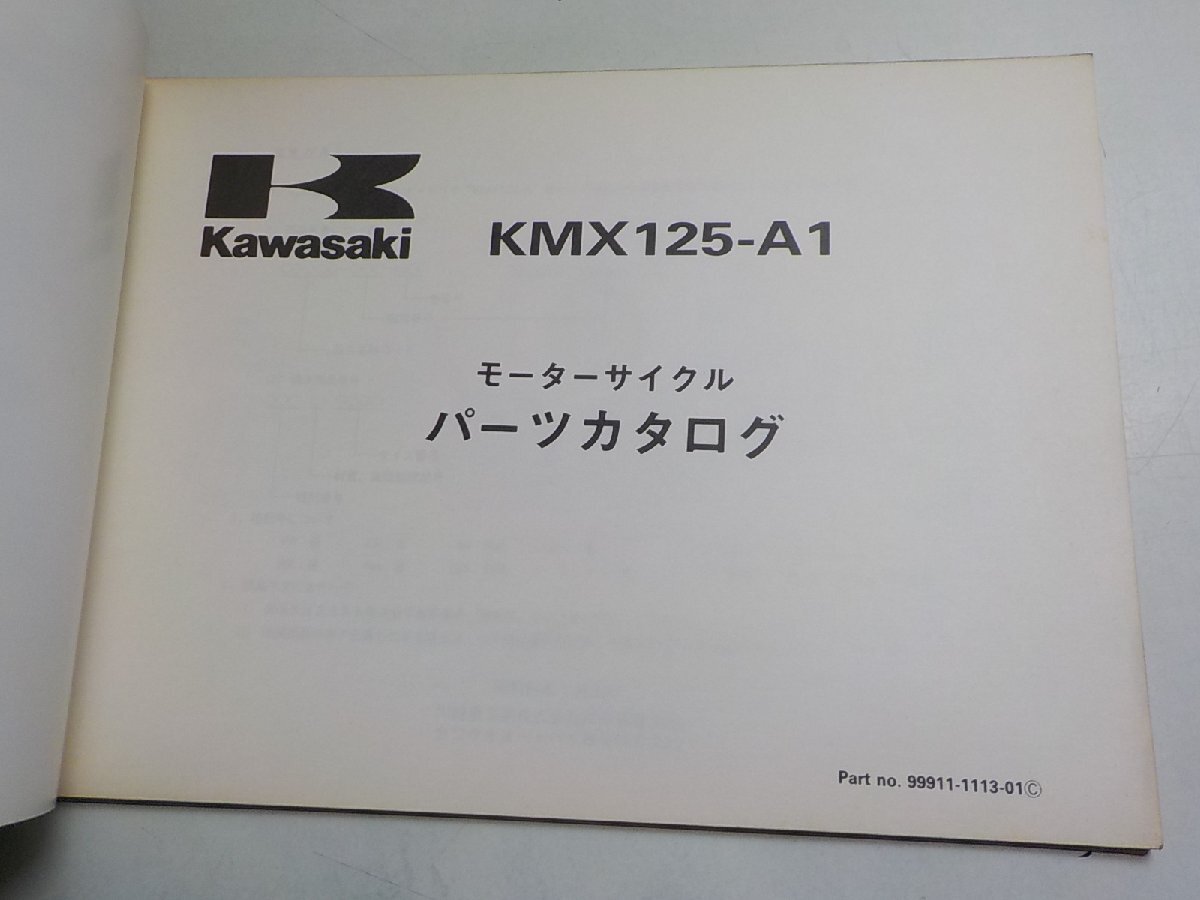 Kawasaki KMX125-A1
モーターサイクル
パーツカタログ
Part no. 99911-1113-01Ⓒ